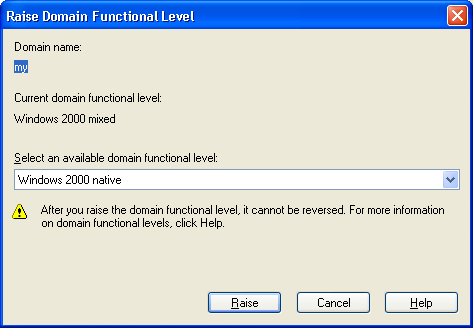 Raise Domain Functional Level
Domain name:
my
Current domain functional level:
Windows 2000 mixed
Select an available domain functional level:
Windows 2000 native
After you raise the domain functional level, it cannot be reversed. For more information
on domain functional levels, click Help.
Raise
Cancel
Help